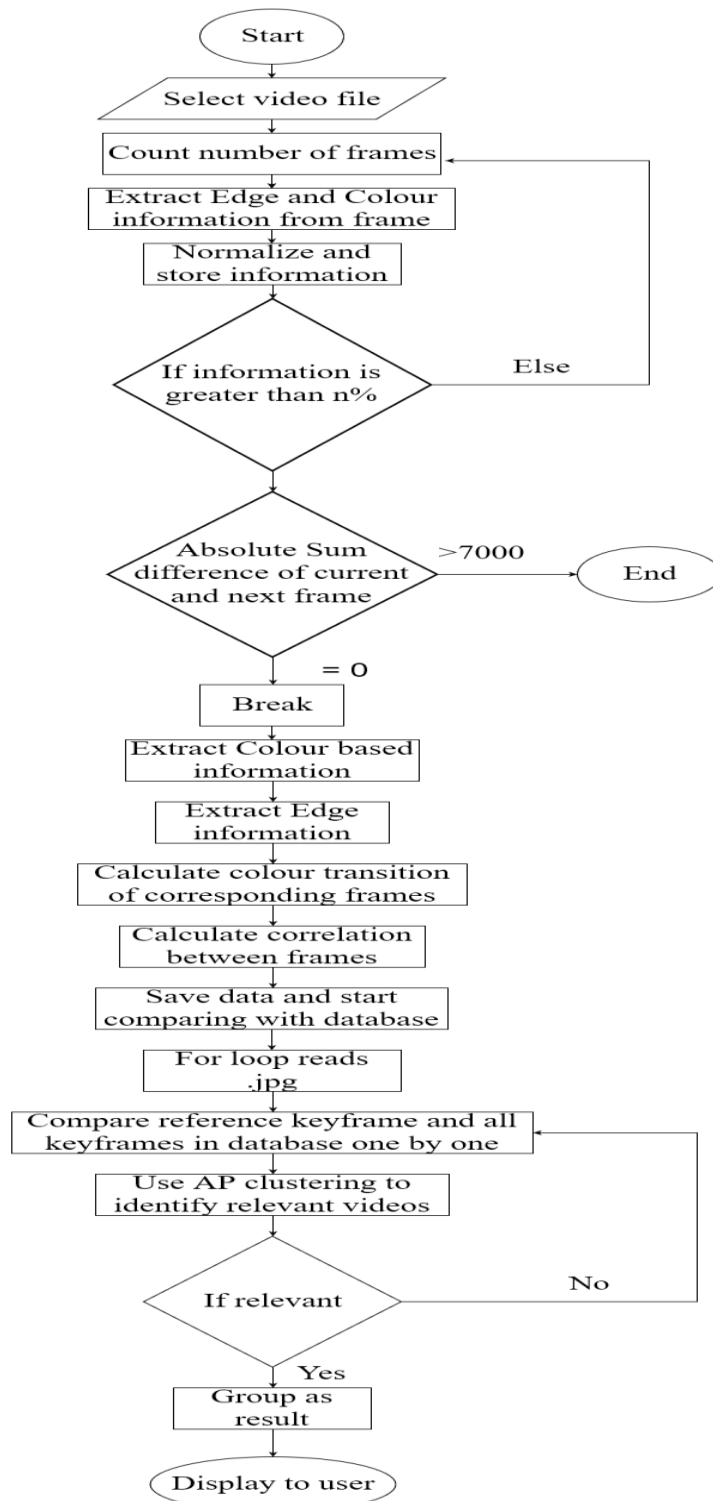 Start
Select video file
Count number of frames
Extract Edge and Colour
information from frame
Normalize and
store information
If information is
greater than n%
Else
Absolute Sum
difference of current
and next frame
>7000
End
= 0
Break
Extract Colour based
information
Extract Edge
information
Calculate colour transition
of corresponding frames
Calculate correlation
between frames
Save data and start
comparing with database
For loop reads
.jpg
Compare reference keyframe and all
keyframes in database one by one
Use AP clustering to
identify relevant videos
If relevant
No
Yes
Group as
result
Display to user